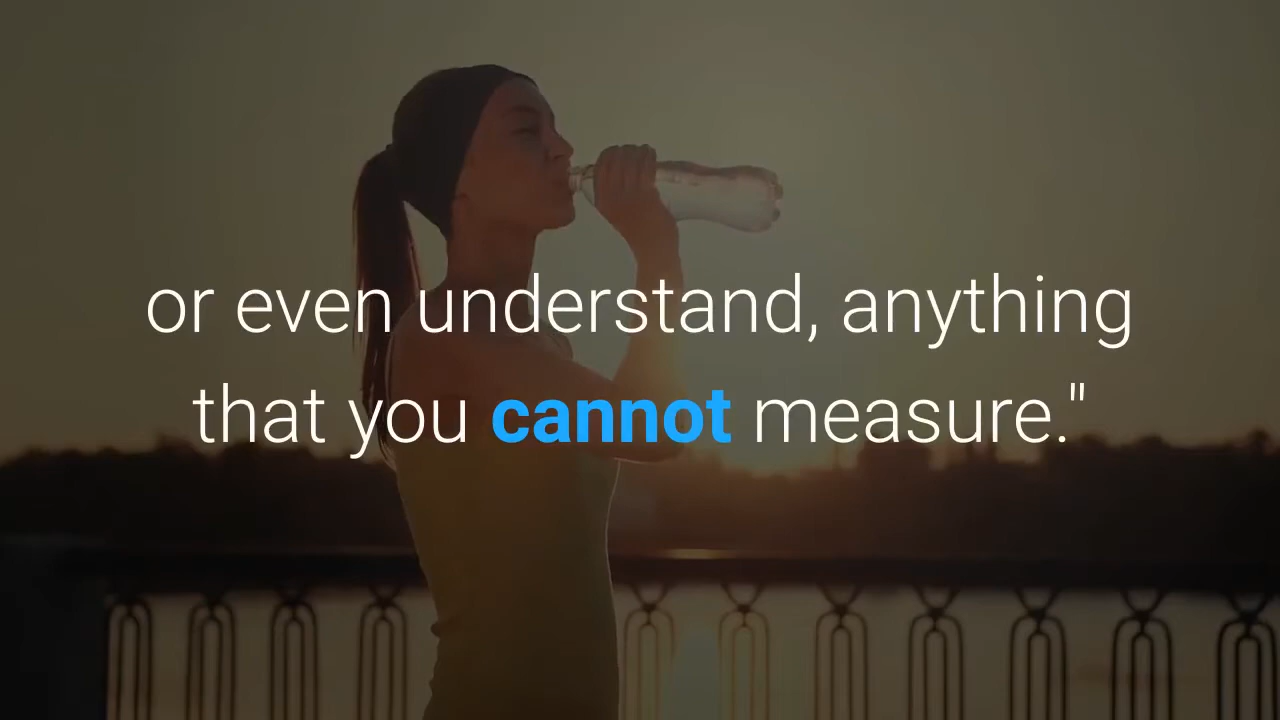 or even understand, anything
that you cannot measure."